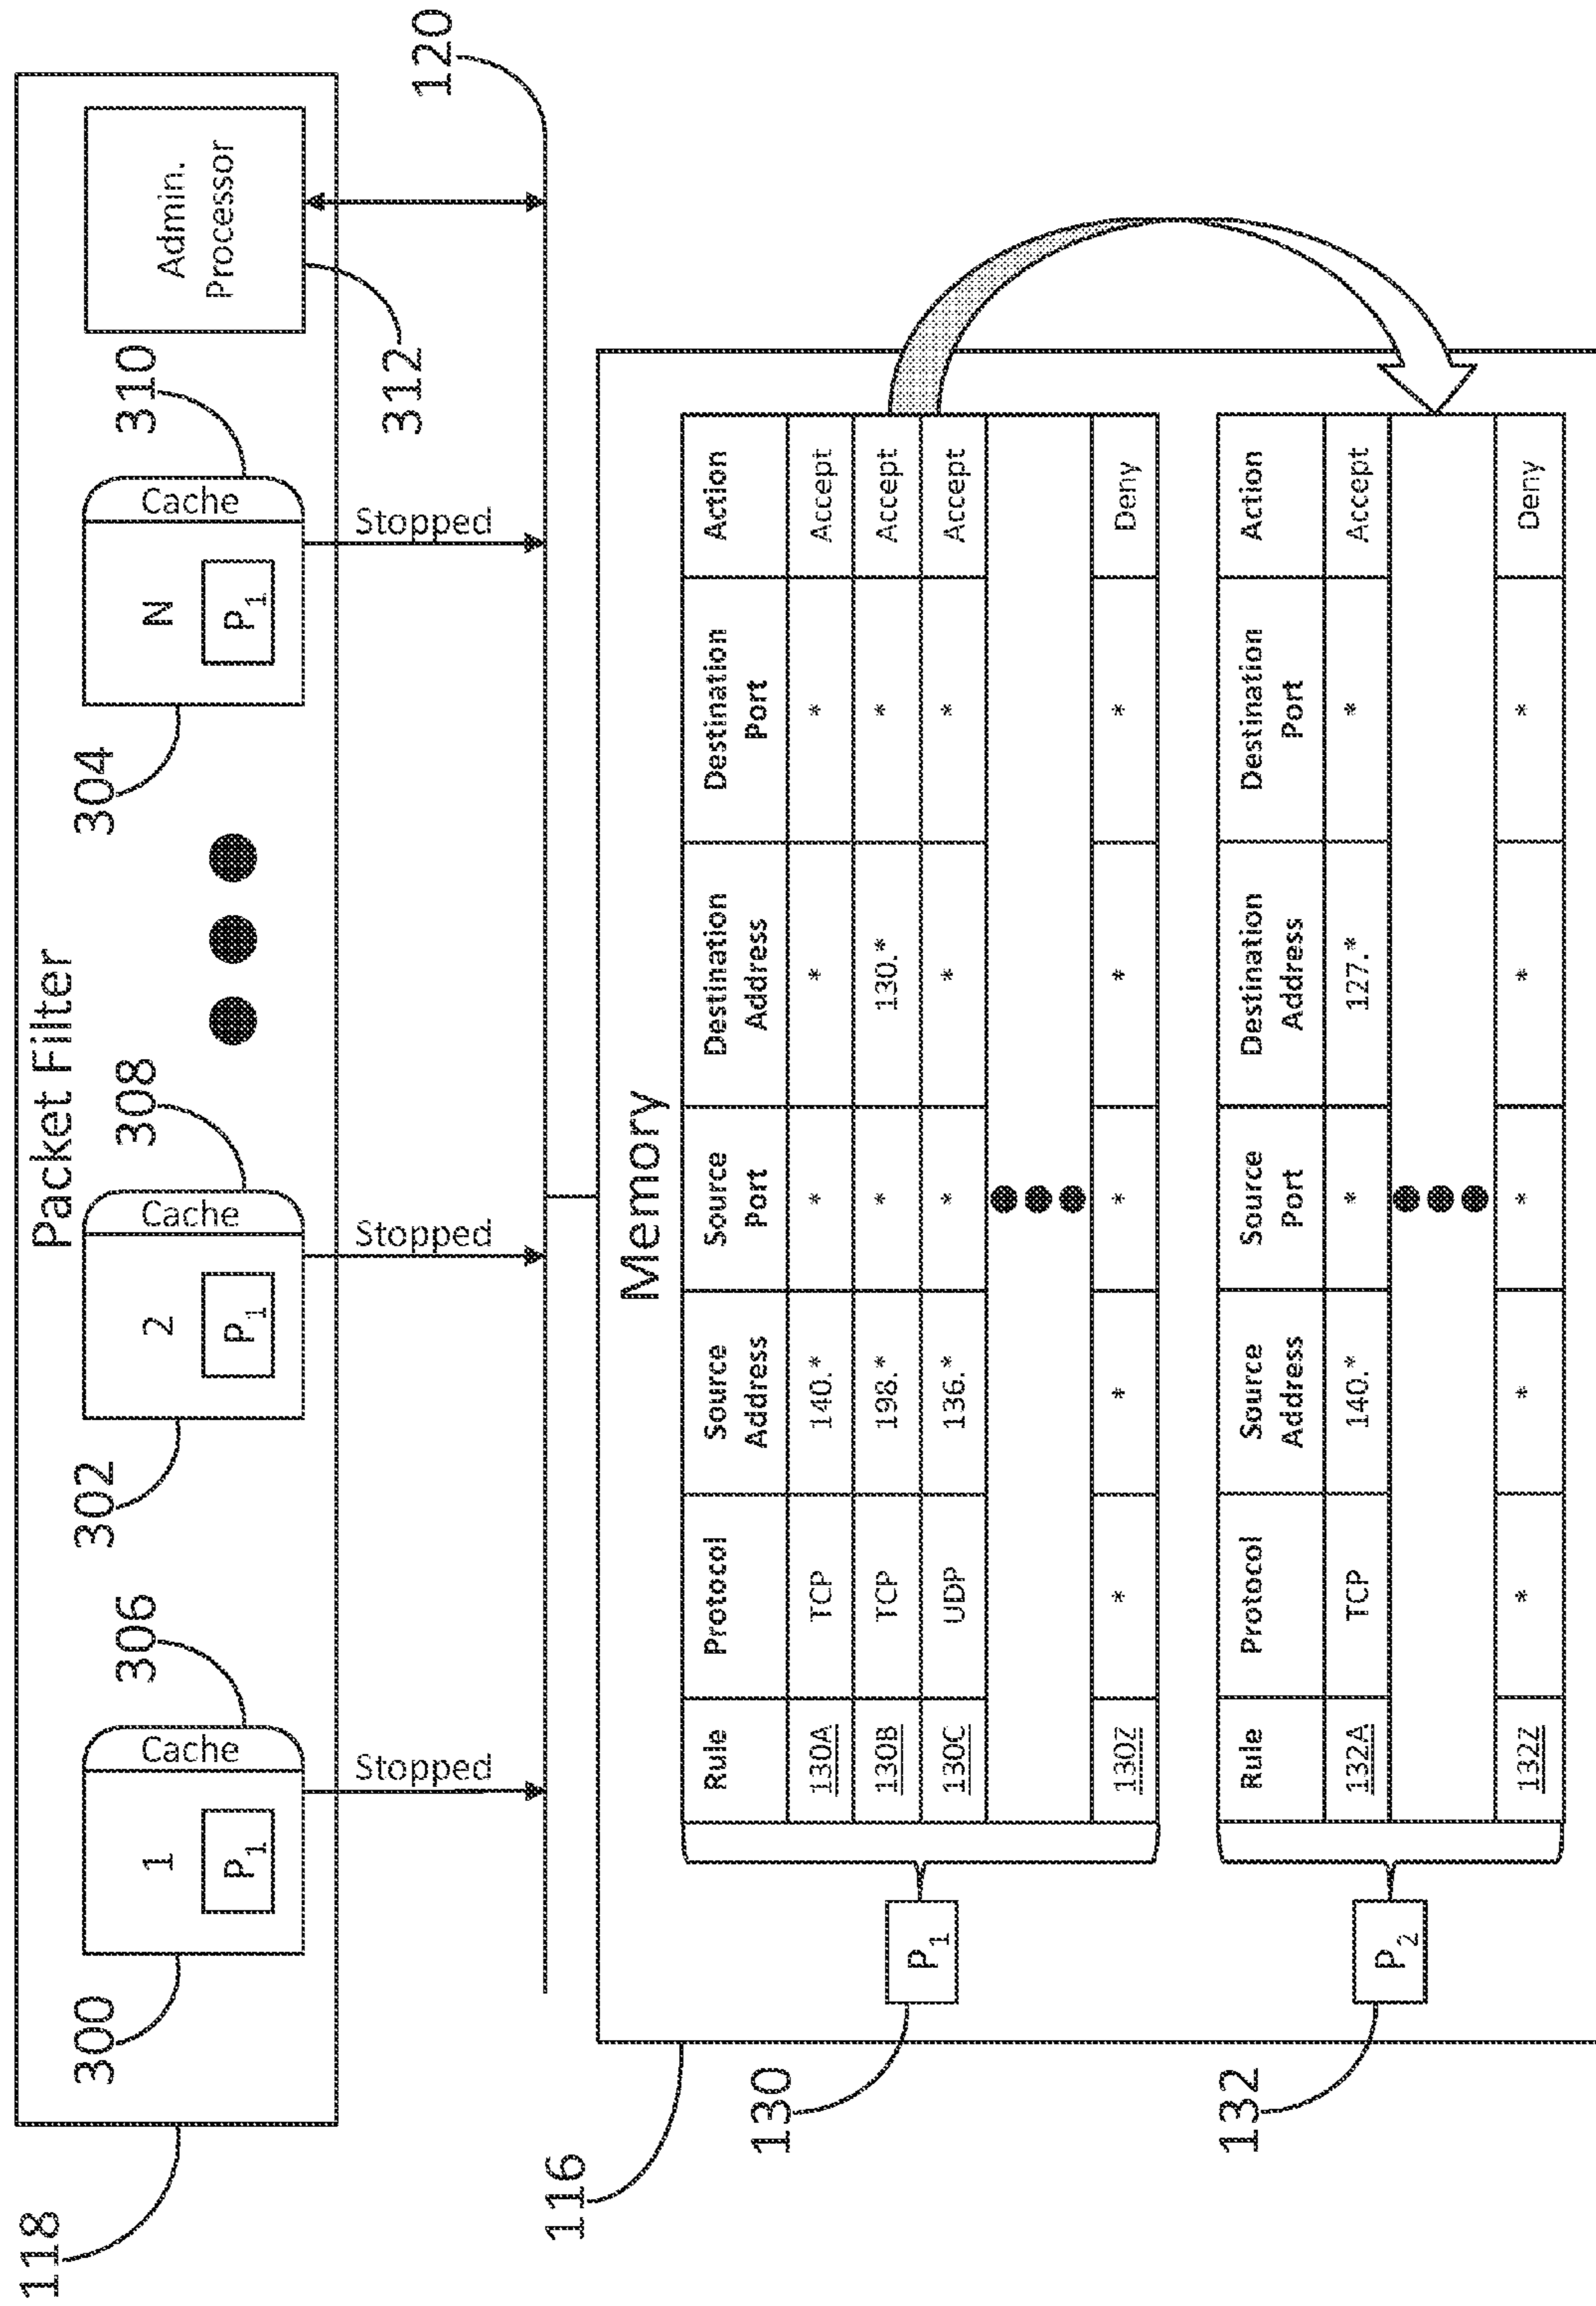 118
Packet Filter
300
1
P1
Cache
306
302
2
P1
Cache
308
304
N
P1
Cache
310
Admin.
Processor
312
Stopped
Stopped
Stopped
120
116
Memory
130
P1
Rule
Protocol
Source
Address
Source
Port
Destination
Address
Destination
Port
Action
130A
TCP
140.*
*
*
*
Accept
130B
TCP
198.*
*
130.*
*
Accept
130C
UDP
136.*
*
*
*
Accept
130Z
*
*
*
*
*
Deny
132
P2
Rule
Protocol
Source
Address
Source
Port
Destination
Address
Destination
Port
Action
132A
TCP
140.*
*
127.*
*
Accept
132Z
*
*
*
*
*
Deny